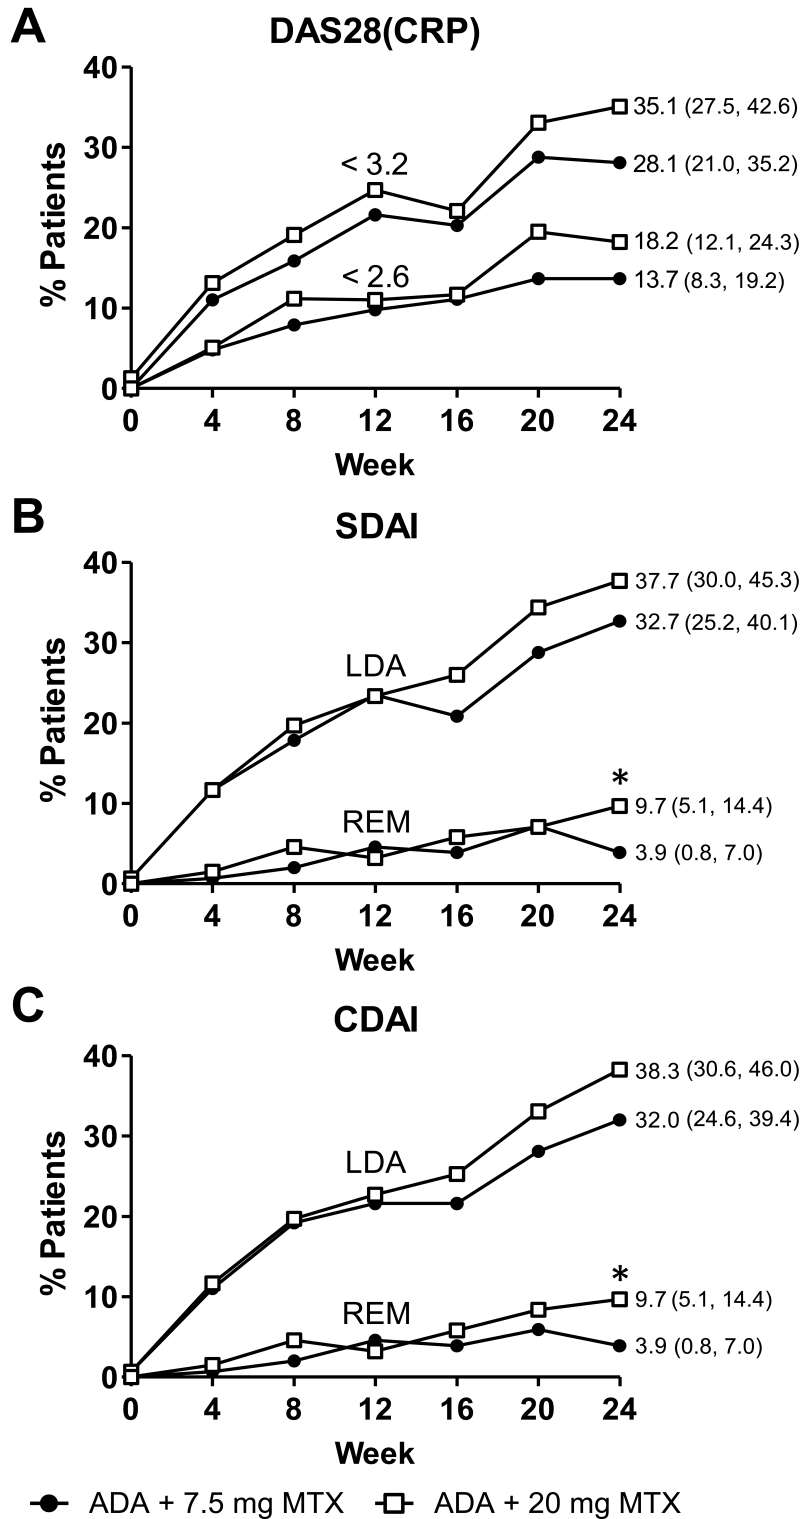 A
DAS28(CRP)
% Patients
40
30
20
10
0
< 3.2
< 2.6
35.1 (27.5, 42.6)
28.1 (21.0, 35.2)
18.2 (12.1, 24.3)
13.7 (8.3, 19.2)
0 4 8 12 16 20 24
Week
B
SDAI
% Patients
40
30
20
10
0
LDA
REM
37.7 (30.0, 45.3)
32.7 (25.2, 40.1)
*
9.7 (5.1, 14.4)
3.9 (0.8, 7.0)
0 4 8 12 16 20 24
Week
C
CDAI
% Patients
40
30
20
10
0
LDA
REM
38.3 (30.6, 46.0)
32.0 (24.6, 39.4)
*
9.7 (5.1, 14.4)
3.9 (0.8, 7.0)
0 4 8 12 16 20 24
Week
ADA + 7.5 mg MTX ADA + 20 mg MTX